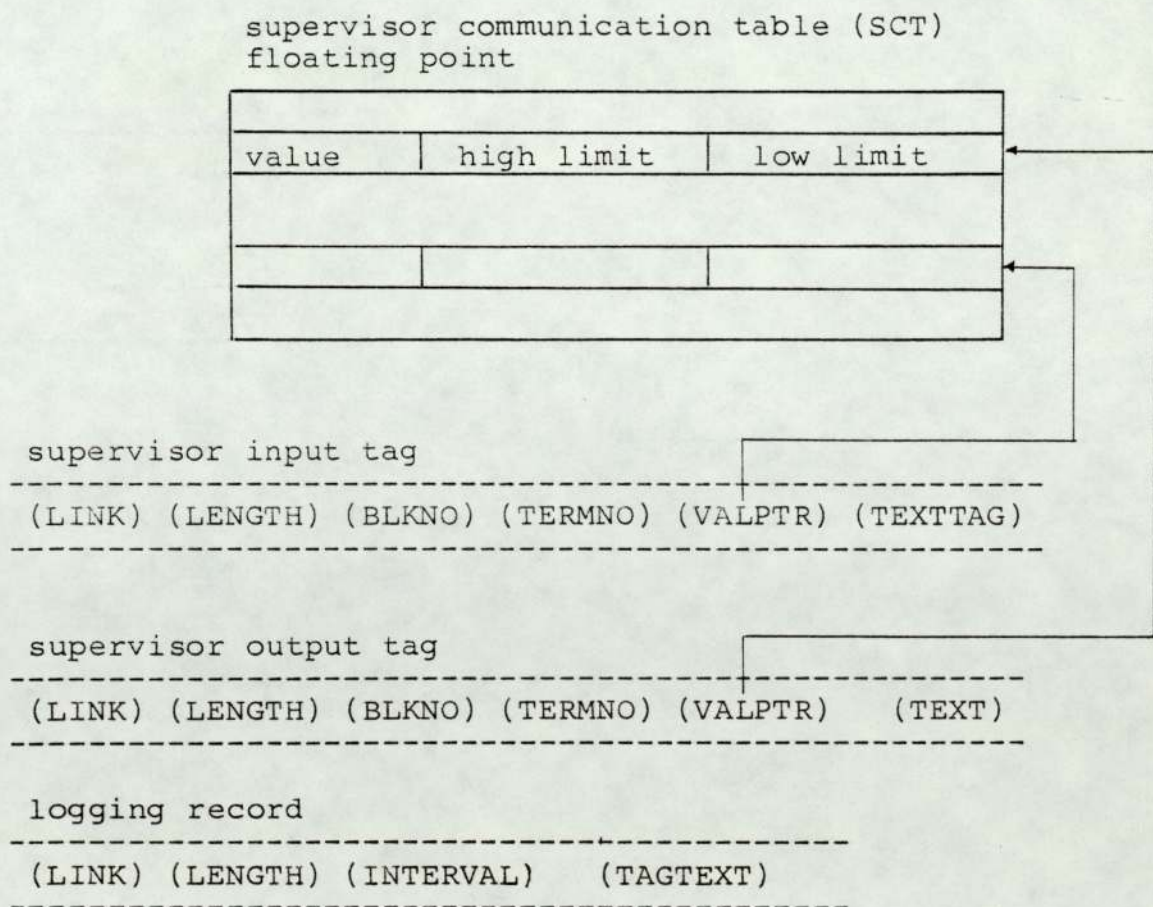 supervisor communication table (SCT)
floating point
value high limit low limit
supervisor input tag
(LINK) (LENGTH) (BLKNO) (TERMNO) (VALPTR) (TEXTTAG)
supervisor output tag
(LINK) (LENGTH) (BLKNO) (TERMNO) (VALPTR) (TEXT)
logging record
(LINK) (LENGTH) (INTERVAL) (TAGTEXT)